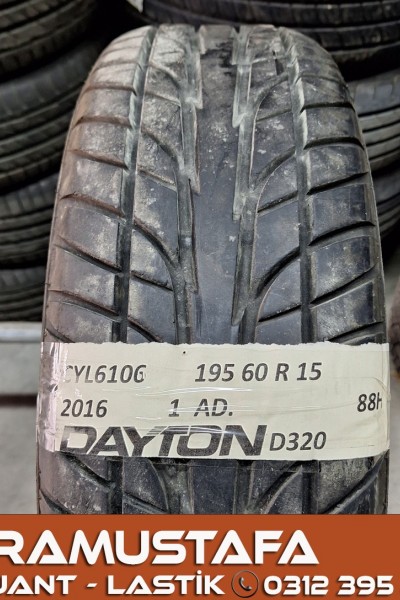 CYL6106 195 60 R 15
2016 1 AD. 88H
DAYTON D320
RAMUSTAFA
JANT - LASTİK 0312 395